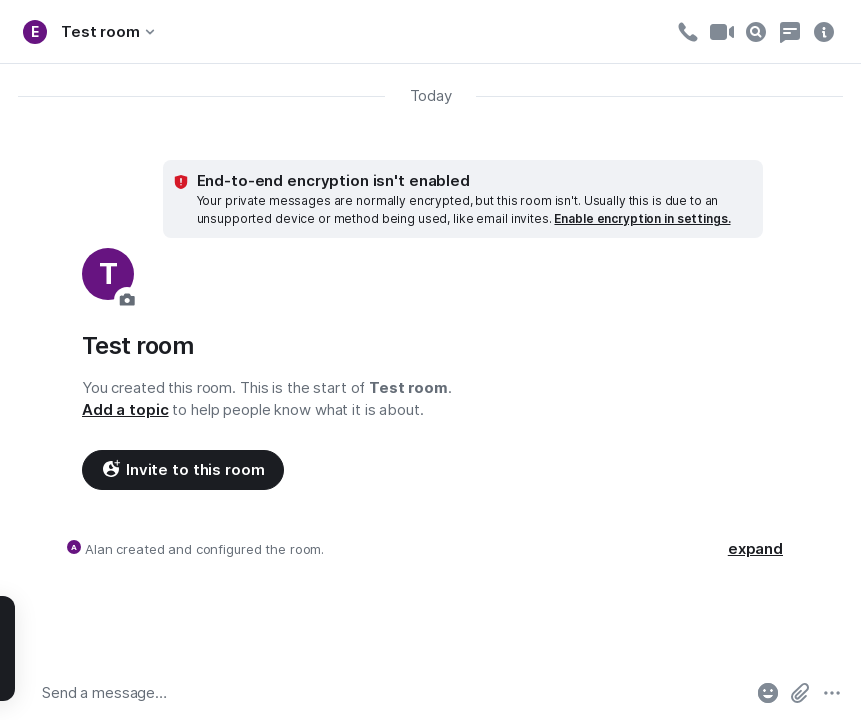 E Test room
Today
End-to-end encryption isn't enabled
Your private messages are normally encrypted, but this room isn't. Usually this is due to an
unsupported device or method being used, like email invites. Enable encryption in settings.
T
Test room
You created this room. This is the start of Test room.
Add a topic to help people know what it is about.
Invite to this room
A Alan created and configured the room. expand
Send a message…